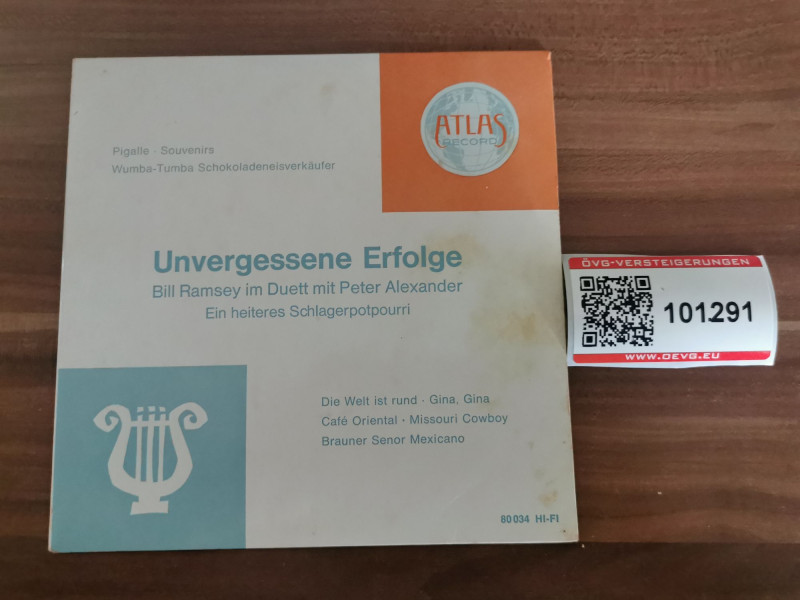 ATLAS
RECORD
Pigalle · Souvenirs
Wumba-Tumba Schokoladeneisverkäufer
Unvergessene Erfolge
Bill Ramsey im Duett mit Peter Alexander
Ein heiteres Schlagerpotpourri
Die Welt ist rund · Gina, Gina
Café Oriental · Missouri Cowboy
Brauner Senor Mexicano
80 034 HI-FI
ÖVG-VERSTEIGERUNGEN
101291
WWW.OEVG.EU